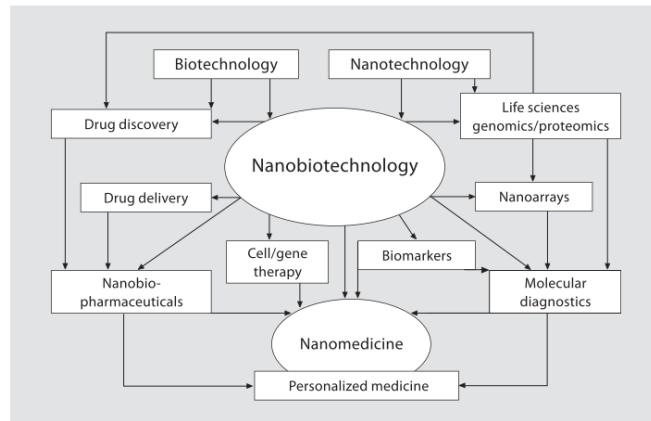 Biotechnology
Nanotechnology
Drug discovery
Life sciences
genomics/proteomics
Nanobiotechnology
Drug delivery
Nanoarrays
Cell/gene
therapy
Biomarkers
Nanobio-
pharmaceuticals
Molecular
diagnostics
Nanomedicine
Personalized medicine